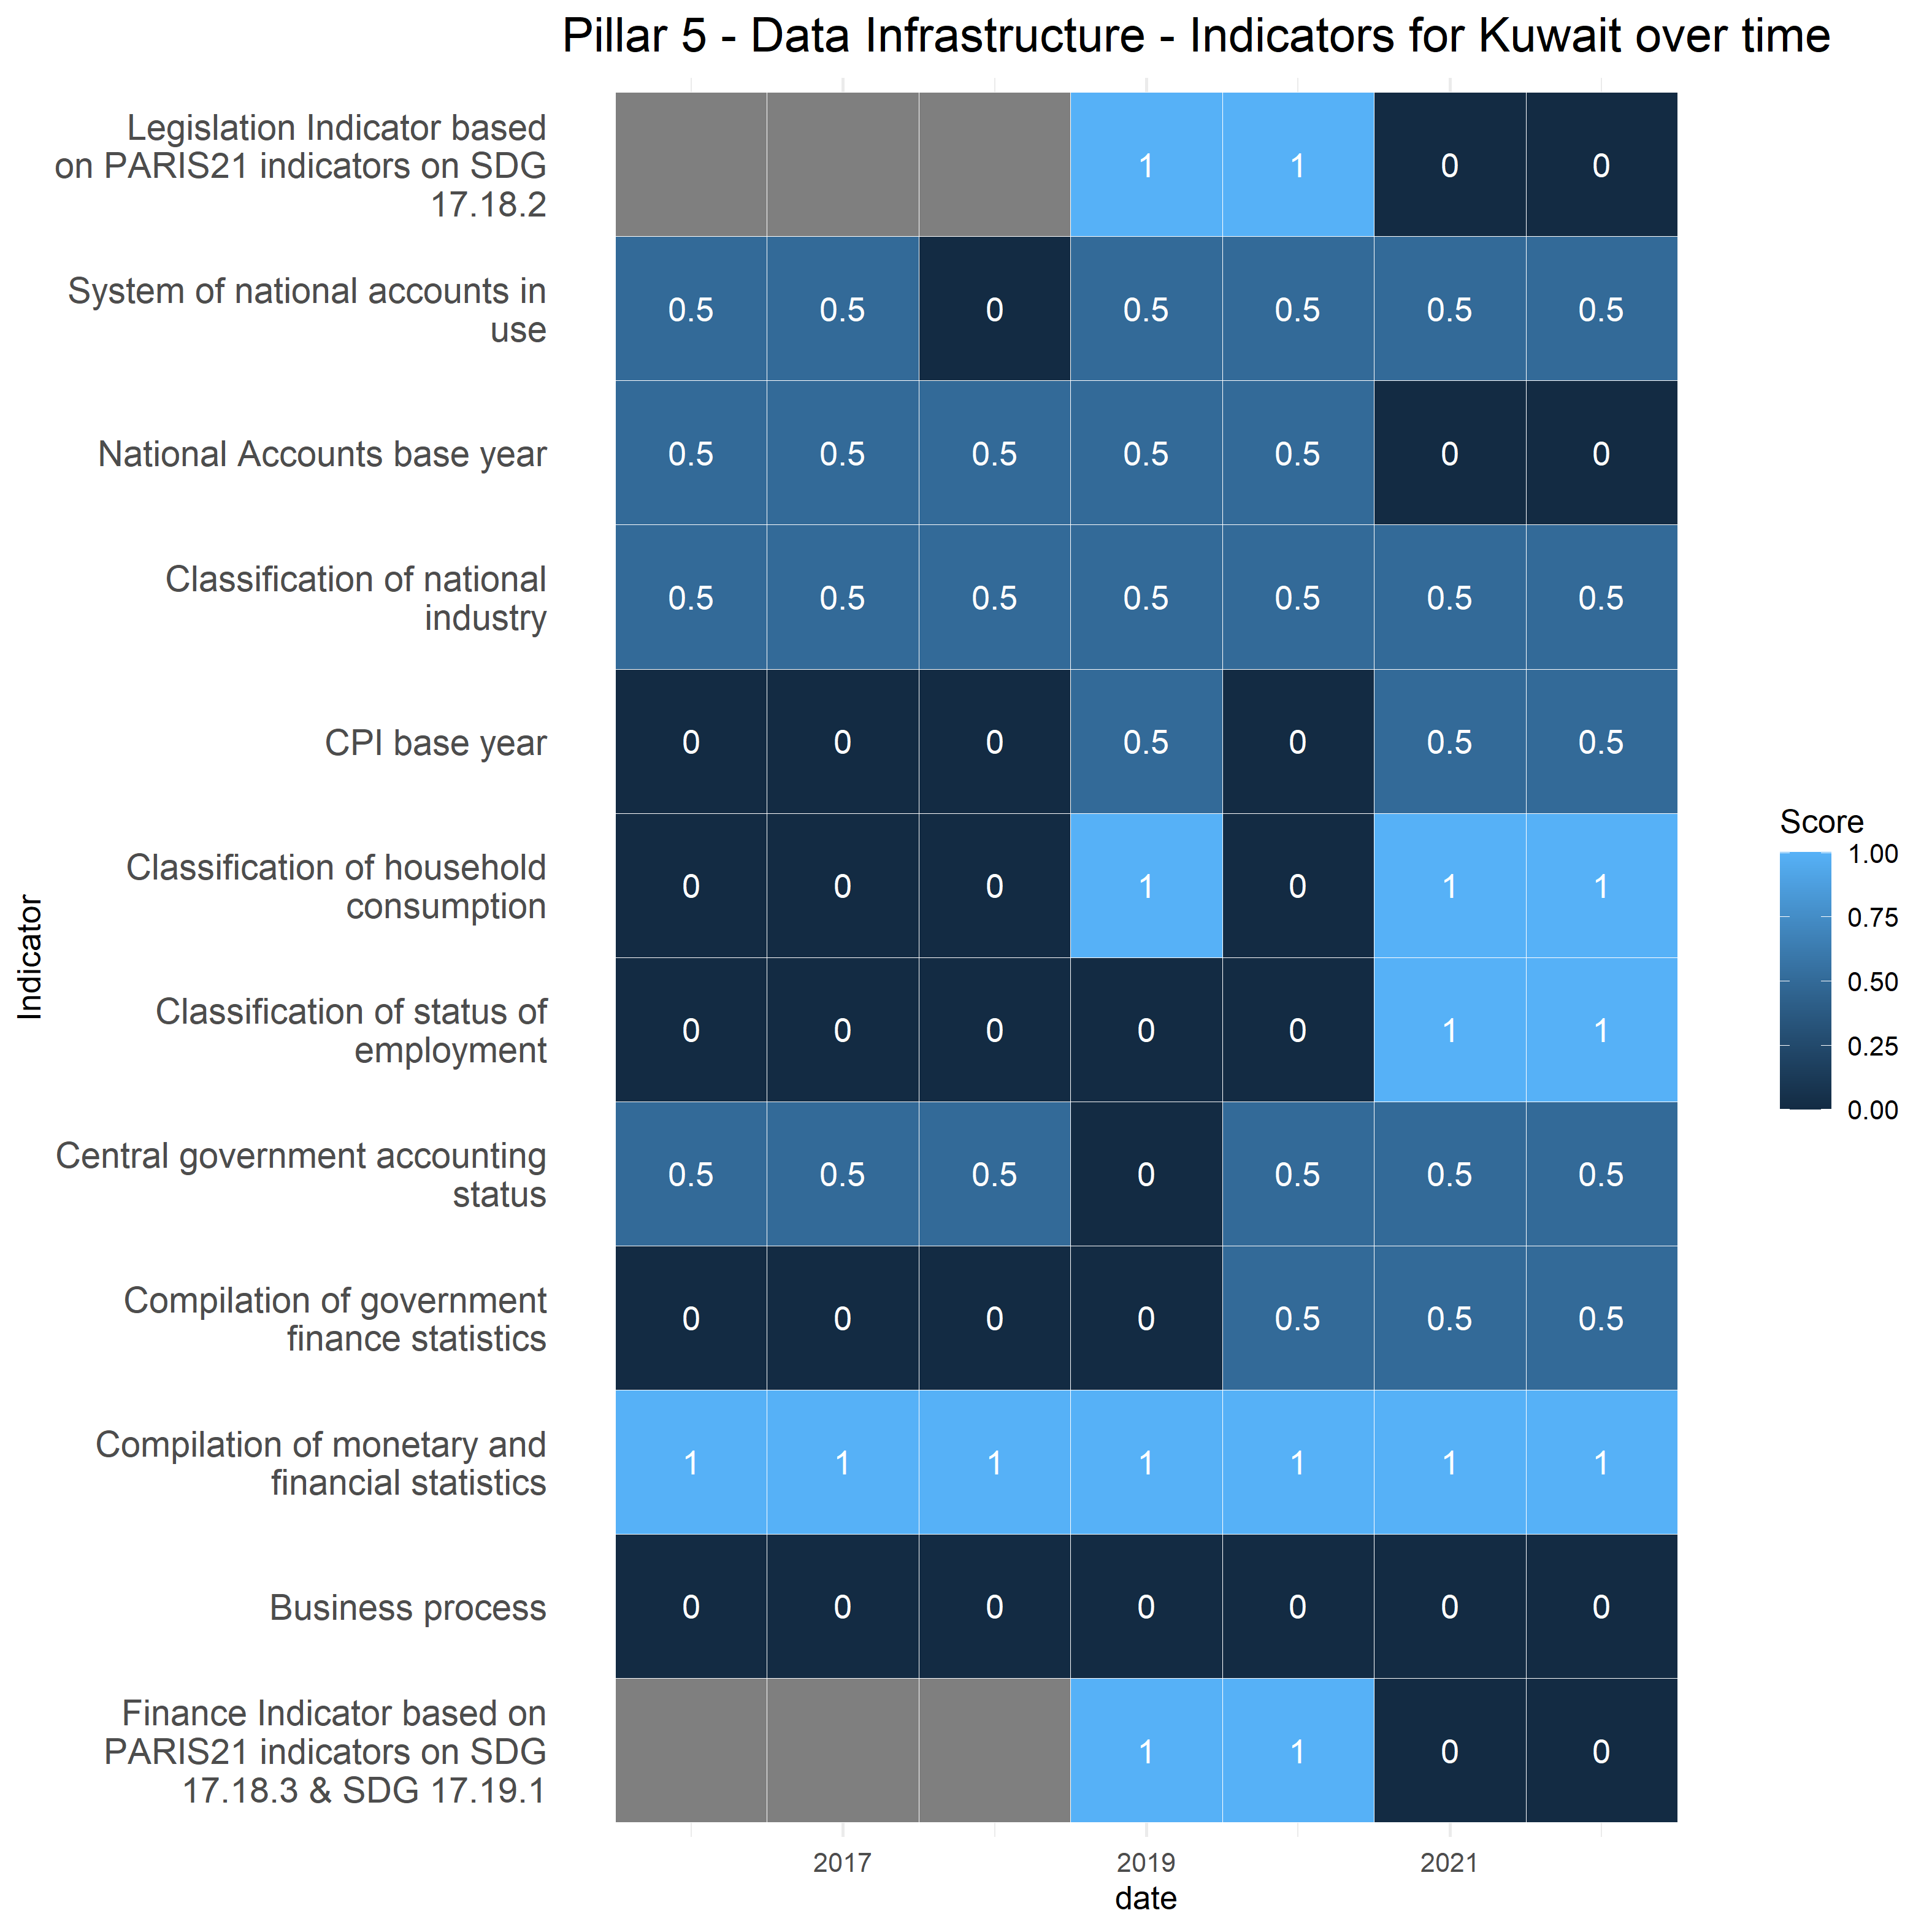 Pillar 5 - Data Infrastructure - Indicators for Kuwait over time
Legislation Indicator based
on PARIS21 indicators on SDG
17.18.2
1 1 0 0
System of national accounts in
use
0.5 0.5 0 0.5 0.5 0.5 0.5
National Accounts base year
0.5 0.5 0.5 0.5 0.5 0 0
Classification of national
industry
0.5 0.5 0.5 0.5 0.5 0.5 0.5
CPI base year
0 0 0 0.5 0 0.5 0.5
Classification of household
consumption
0 0 0 1 0 1 1
Classification of status of
employment
0 0 0 0 0 1 1
Central government accounting
status
0.5 0.5 0.5 0 0.5 0.5 0.5
Compilation of government
finance statistics
0 0 0 0 0.5 0.5 0.5
Compilation of monetary and
financial statistics
1 1 1 1 1 1 1
Business process
0 0 0 0 0 0 0
Finance Indicator based on
PARIS21 indicators on SDG
17.18.3 & SDG 17.19.1
1 1 0 0
2017 2019 2021
date
Indicator
Score
1.00
0.75
0.50
0.25
0.00